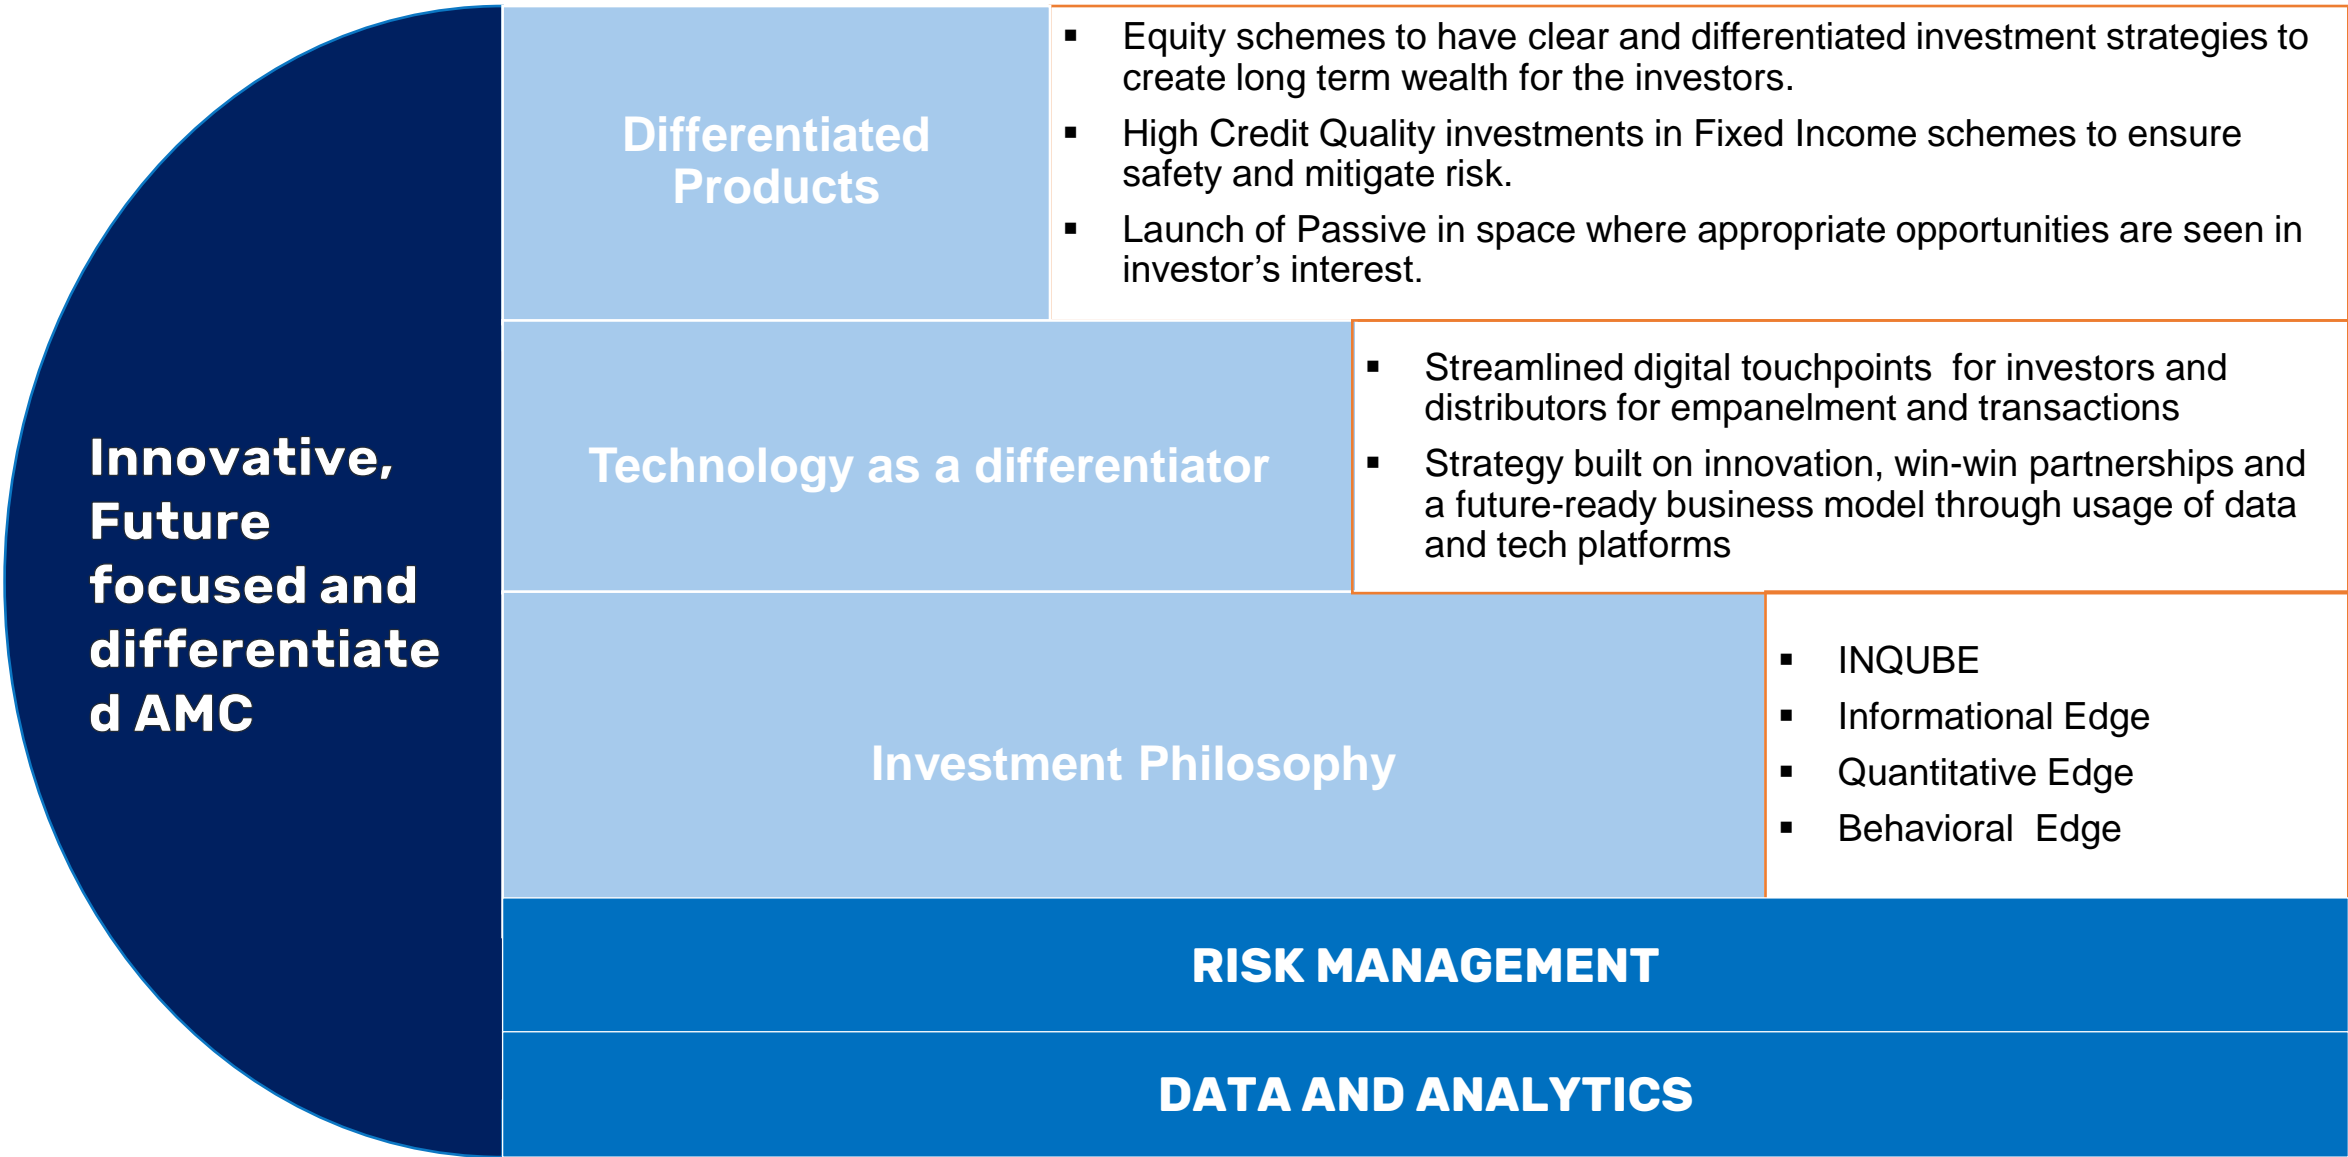 Innovative,
Future
focused and
differentiate
d AMC
Differentiated
Products
▪ Equity schemes to have clear and differentiated investment strategies to
create long term wealth for the investors.
▪ High Credit Quality investments in Fixed Income schemes to ensure
safety and mitigate risk.
▪ Launch of Passive in space where appropriate opportunities are seen in
investor’s interest.
Technology as a differentiator
▪ Streamlined digital touchpoints  for investors and
distributors for empanelment and transactions
▪ Strategy built on innovation, win-win partnerships and
a future-ready business model through usage of data
and tech platforms
Investment Philosophy
▪ INQUBE
▪ Informational Edge
▪ Quantitative Edge
▪ Behavioral  Edge
RISK MANAGEMENT
DATA AND ANALYTICS